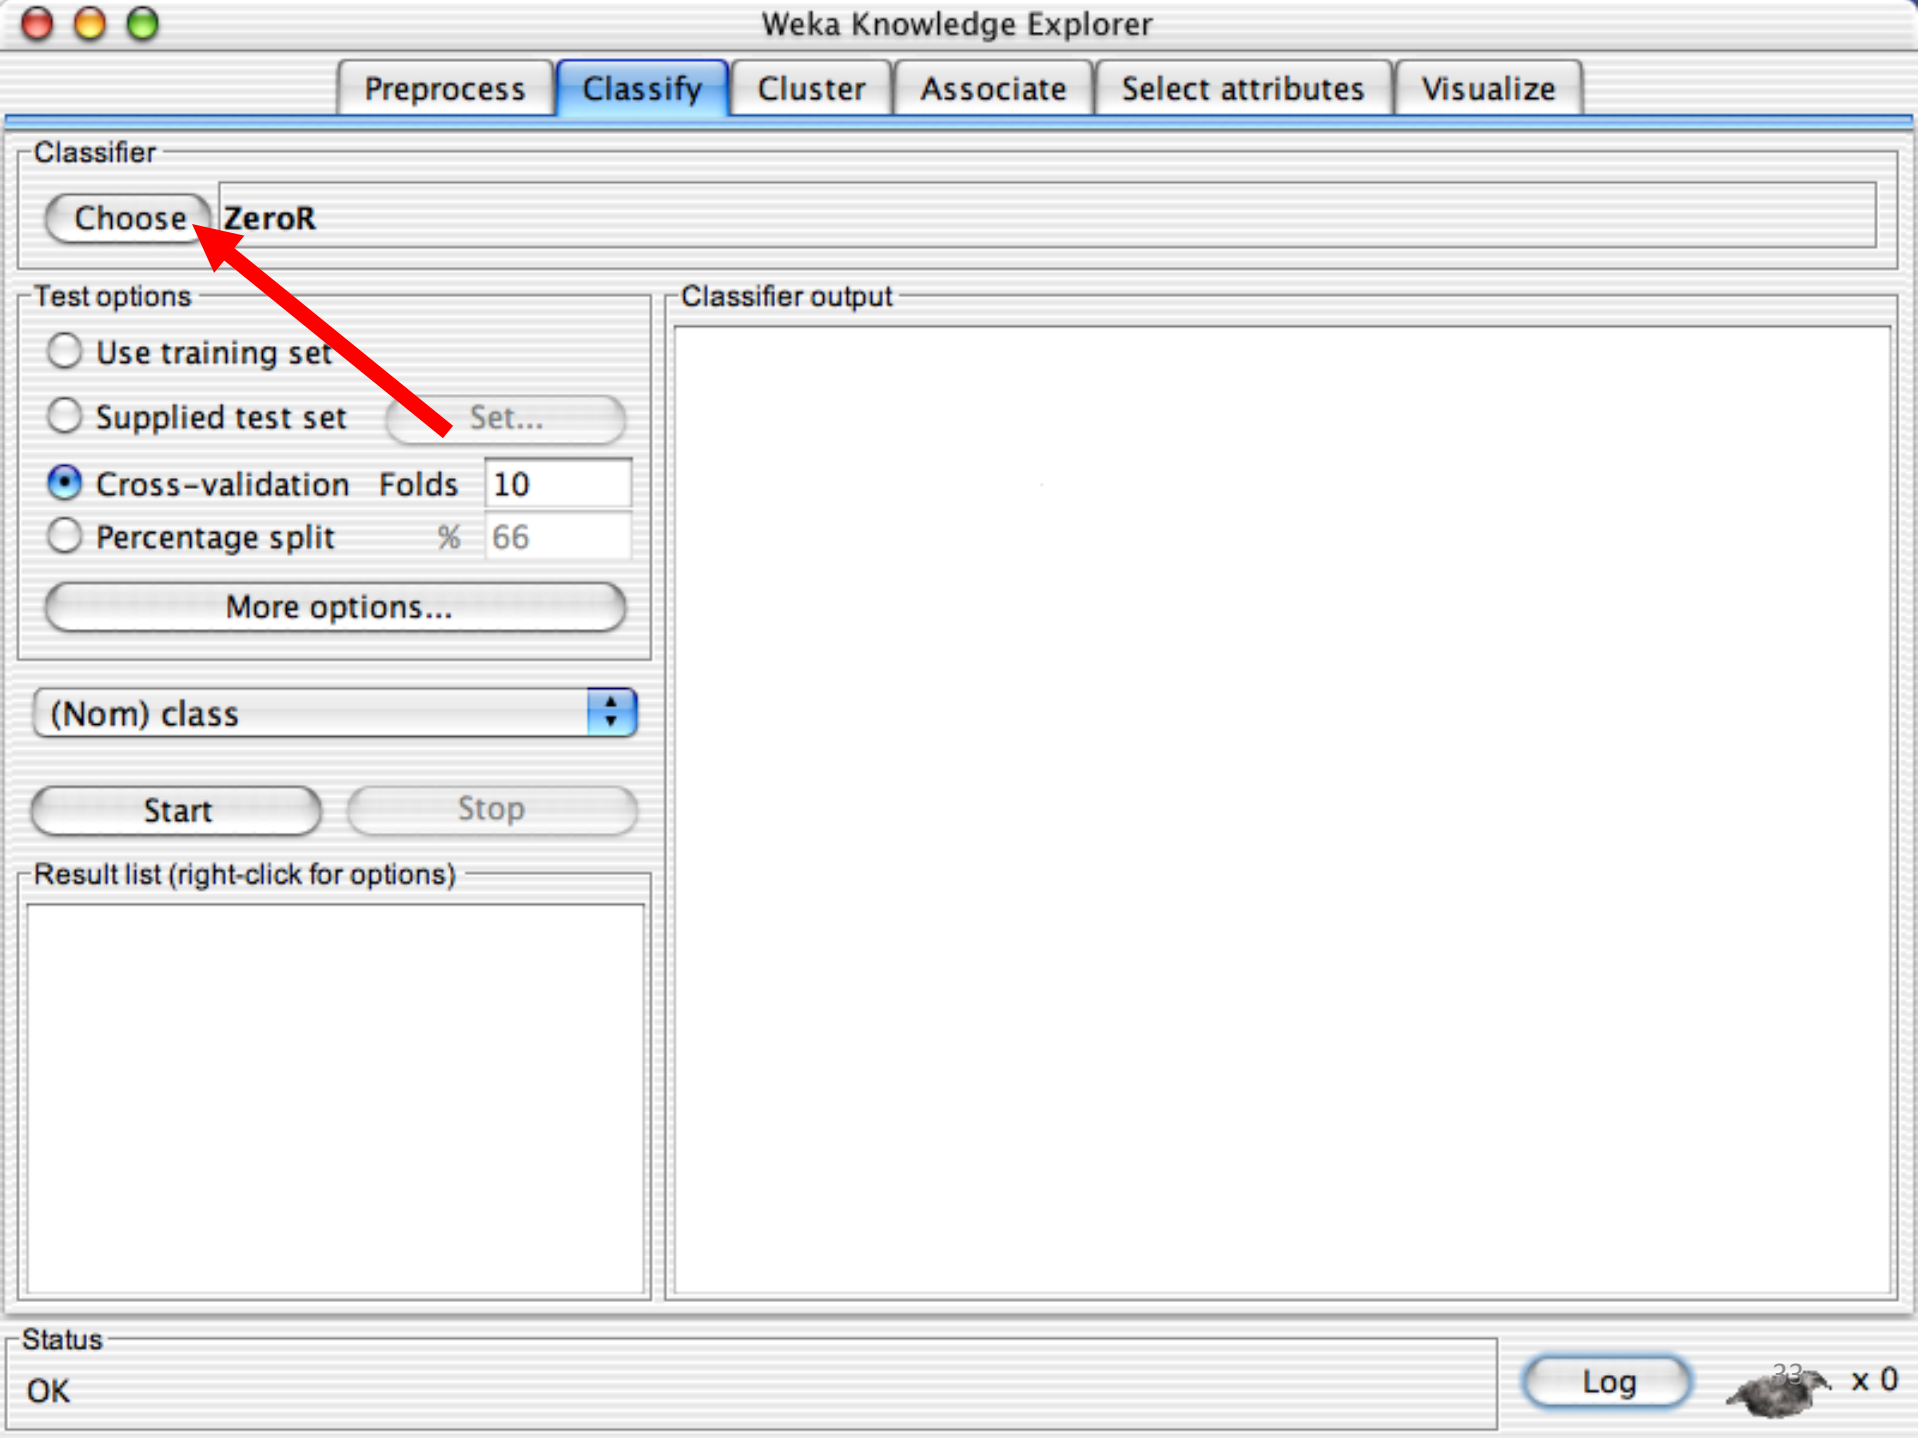 Weka Knowledge Explorer
Preprocess Classify Cluster Associate Select attributes Visualize
Classifier
Choose ZeroR
Test options
Use training set
Supplied test set Set...
Cross-validation Folds 10
Percentage split % 66
More options...
(Nom) class
Start Stop
Result list (right-click for options)
Classifier output
Status
OK
Log
33
x 0